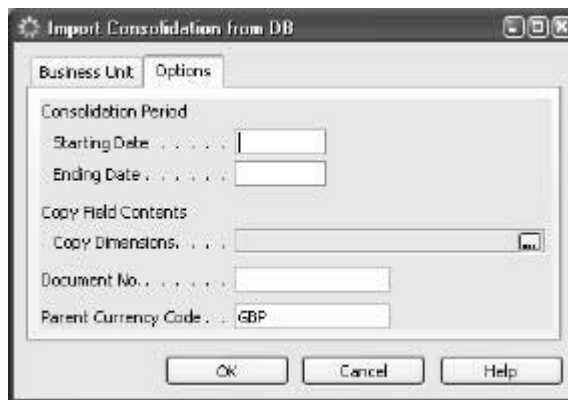 Import Consolidation from DB
Business Unit Options
Consolidation Period
Starting Date . . . . .
Ending Date . . . . . .
Copy Field Contents
Copy Dimensions. . . . ...
Document No. . . . . . .
Parent Currency Code . . GBP
OK Cancel Help